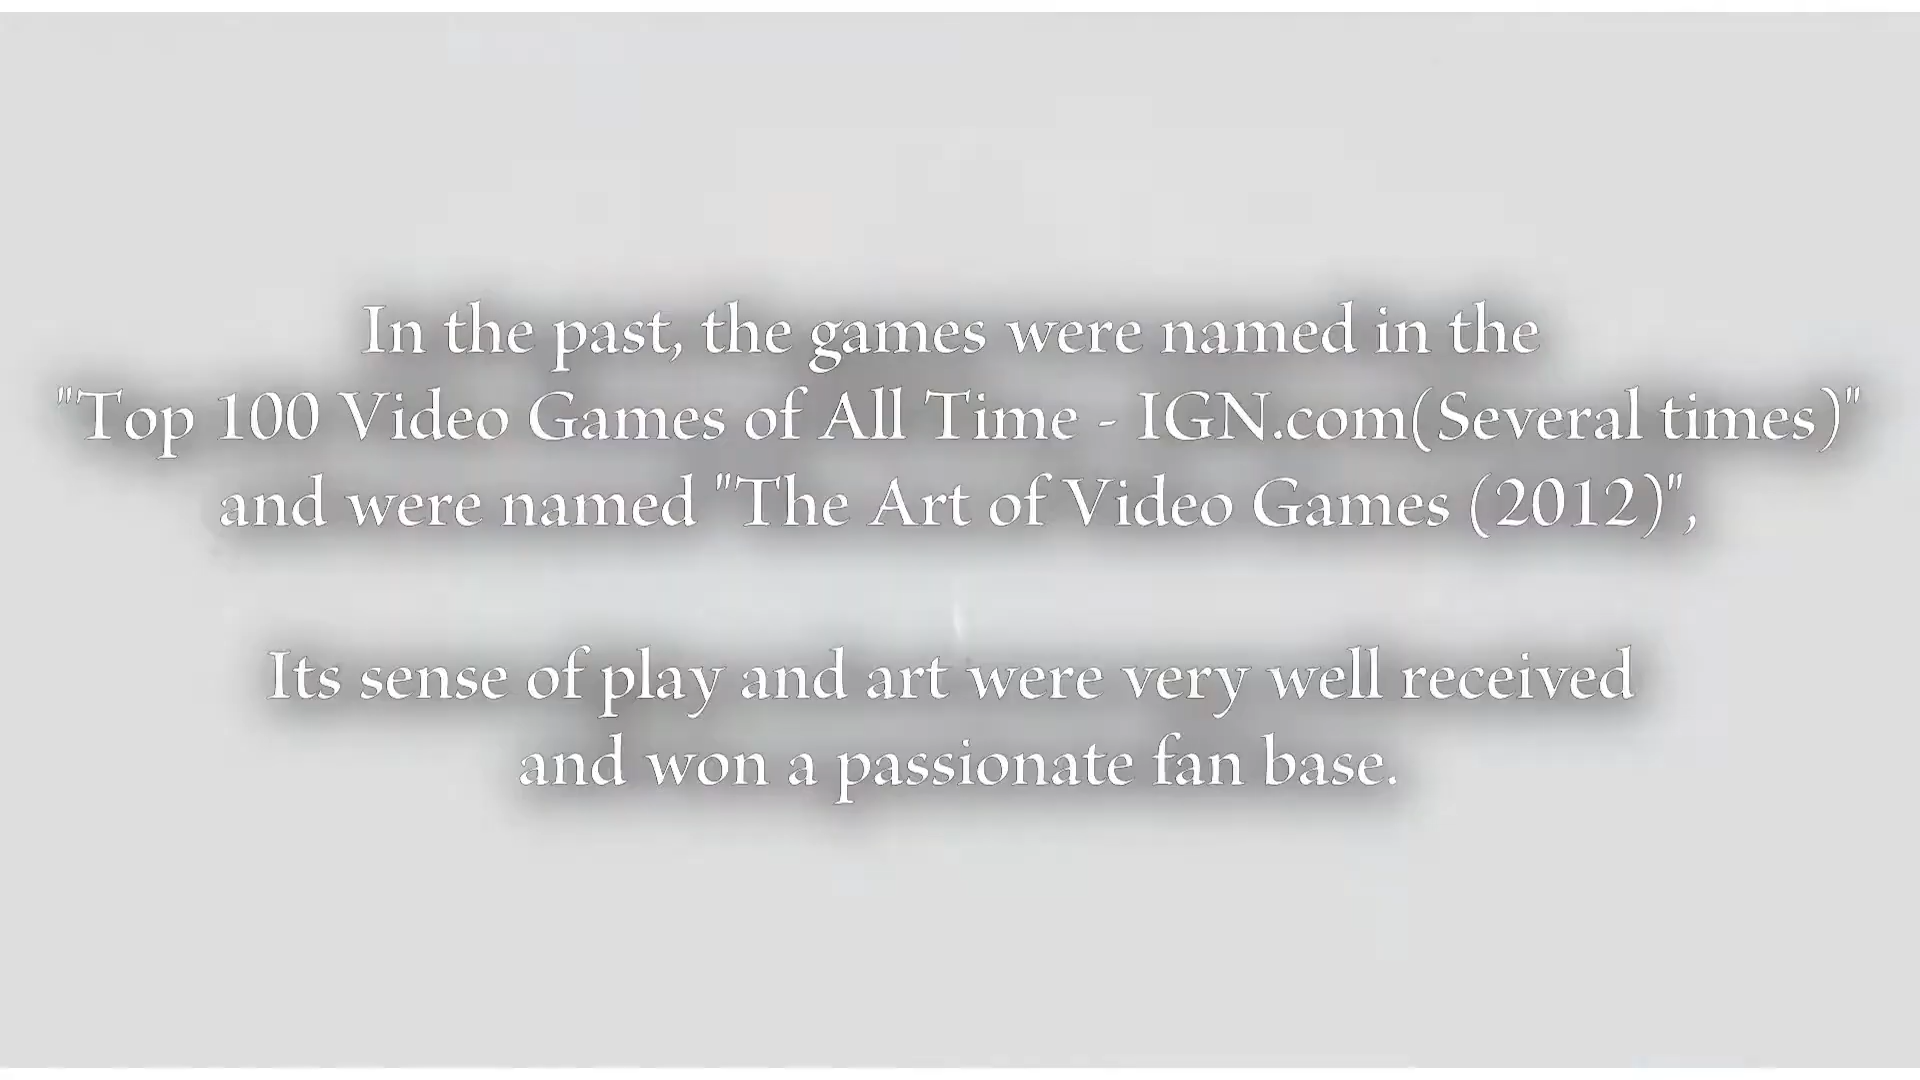 In the past, the games were named in the
"Top 100 Video Games of All Time - IGN.com(Several times)"
and were named "The Art of Video Games (2012)",
Its sense of play and art were very well received
and won a passionate fan base.